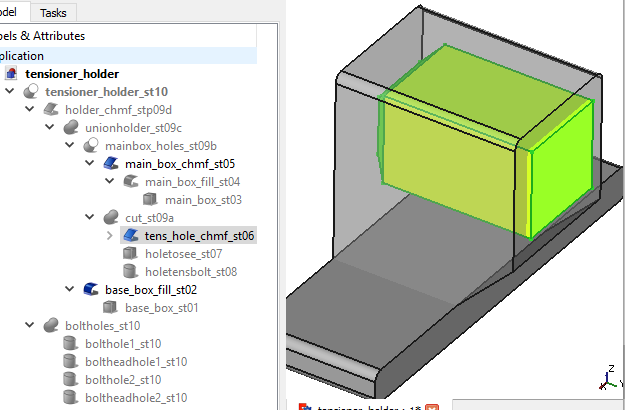 odel
Tasks
bels & Attributes
plication
tensioner_holder
tensioner_holder_st10
holder_chmf_stp09d
unionholder_st09c
mainbox_holes_st09b
main_box_chmf_st05
main_box_fill_st04
main_box_st03
cut_st09a
tens_hole_chmf_st06
holetosee_st07
holetensbolt_st08
base_box_fill_st02
base_box_st01
boltholes_st10
bolthole1_st10
boltheadhole1_st10
bolthole2_st10
boltheadhole2_st10
Z
Y
tensioner_holder : 1*